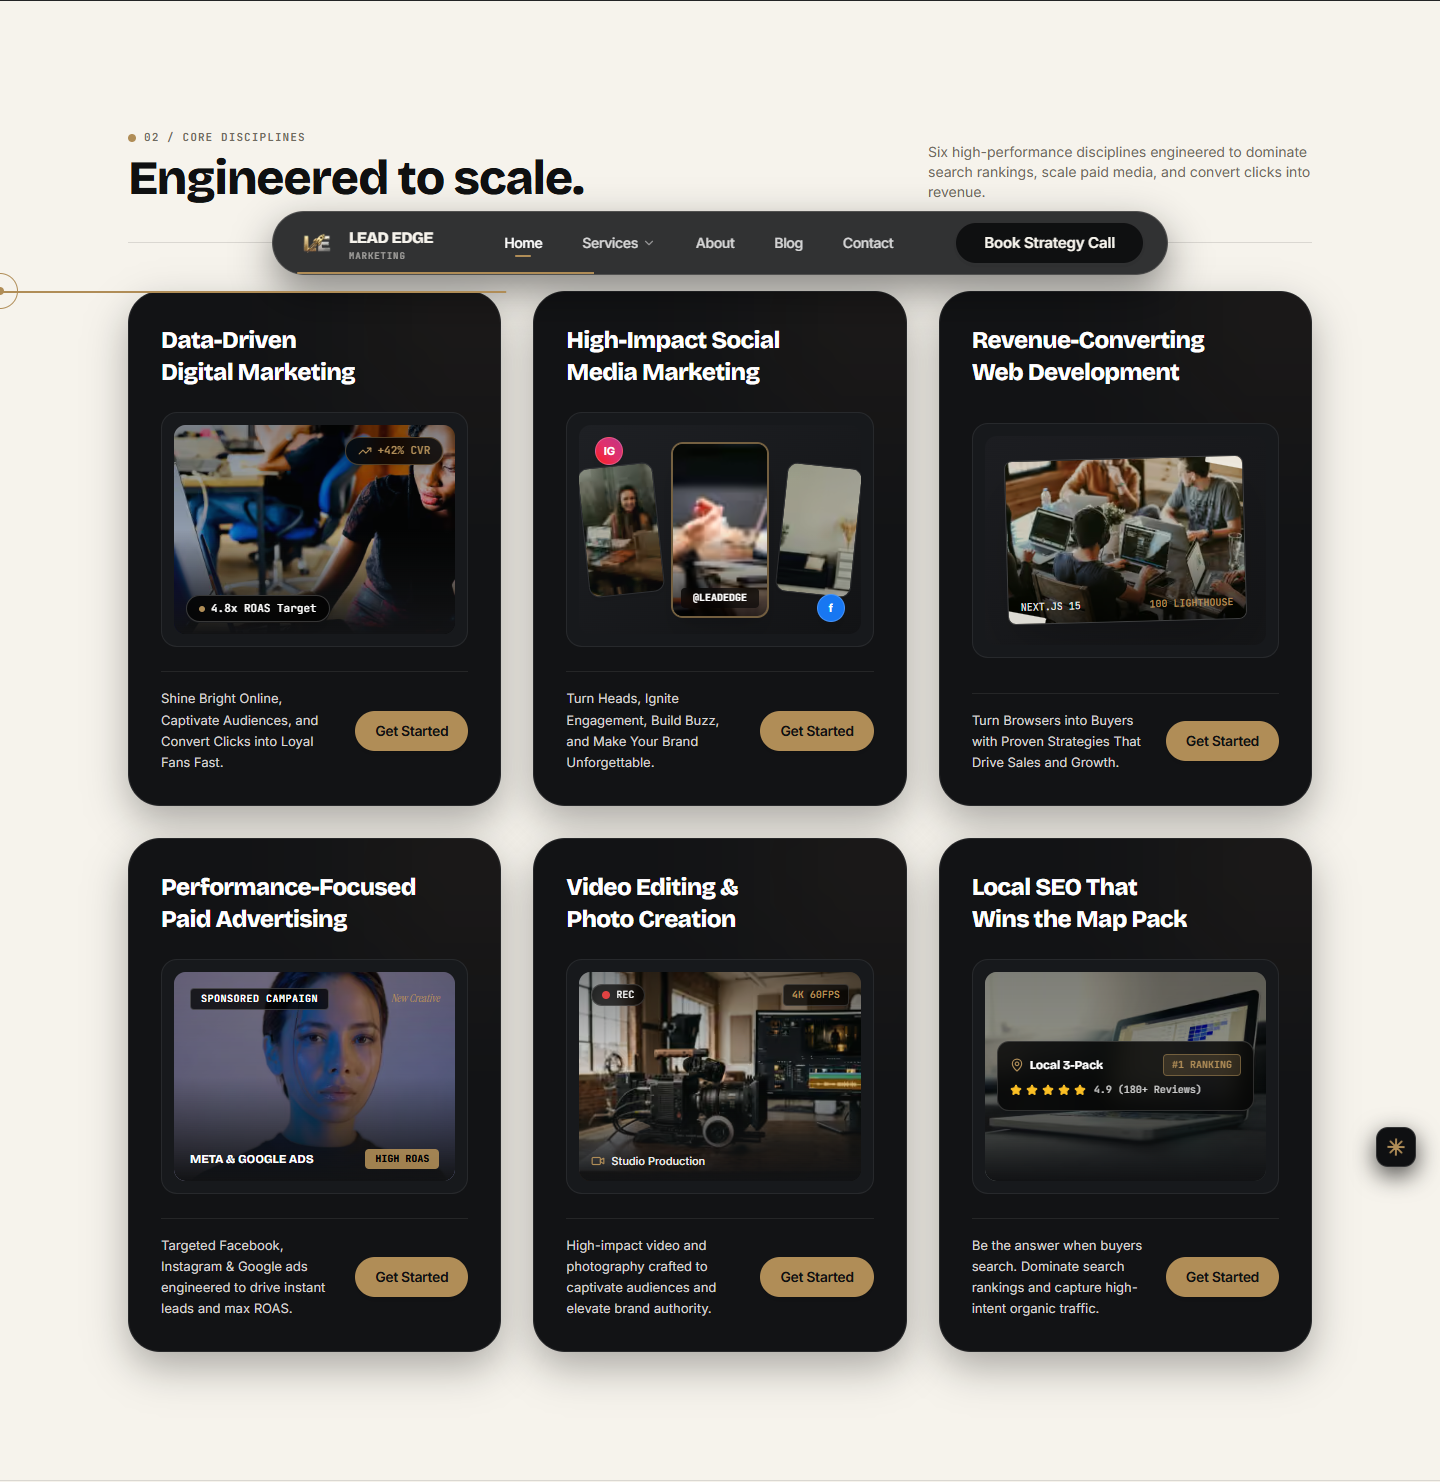 02 / CORE DISCIPLINES
Engineered to scale.
Six high-performance disciplines engineered to dominate
search rankings, scale paid media, and convert clicks into
revenue.
LE
LEAD EDGE
MARKETING
Home
Services
About
Blog
Contact
Book Strategy Call
Data-Driven
Digital Marketing
+42% CVR
4.8x ROAS Target
Shine Bright Online,
Captivate Audiences, and
Convert Clicks into Loyal
Fans Fast.
Get Started
High-Impact Social
Media Marketing
IG
@LEADEDGE
f
Turn Heads, Ignite
Engagement, Build Buzz,
and Make Your Brand
Unforgettable.
Get Started
Revenue-Converting
Web Development
NEXT.JS 15
100 LIGHTHOUSE
Turn Browsers into Buyers
with Proven Strategies That
Drive Sales and Growth.
Get Started
Performance-Focused
Paid Advertising
SPONSORED CAMPAIGN
New Creative
META & GOOGLE ADS
HIGH ROAS
Targeted Facebook,
Instagram & Google ads
engineered to drive instant
leads and max ROAS.
Get Started
Video Editing &
Photo Creation
REC
4K 60FPS
Studio Production
High-impact video and
photography crafted to
captivate audiences and
elevate brand authority.
Get Started
Local SEO That
Wins the Map Pack
Local 3-Pack
#1 RANKING
4.9 (180+ Reviews)
Be the answer when buyers
search. Dominate search
rankings and capture high-
intent organic traffic.
Get Started